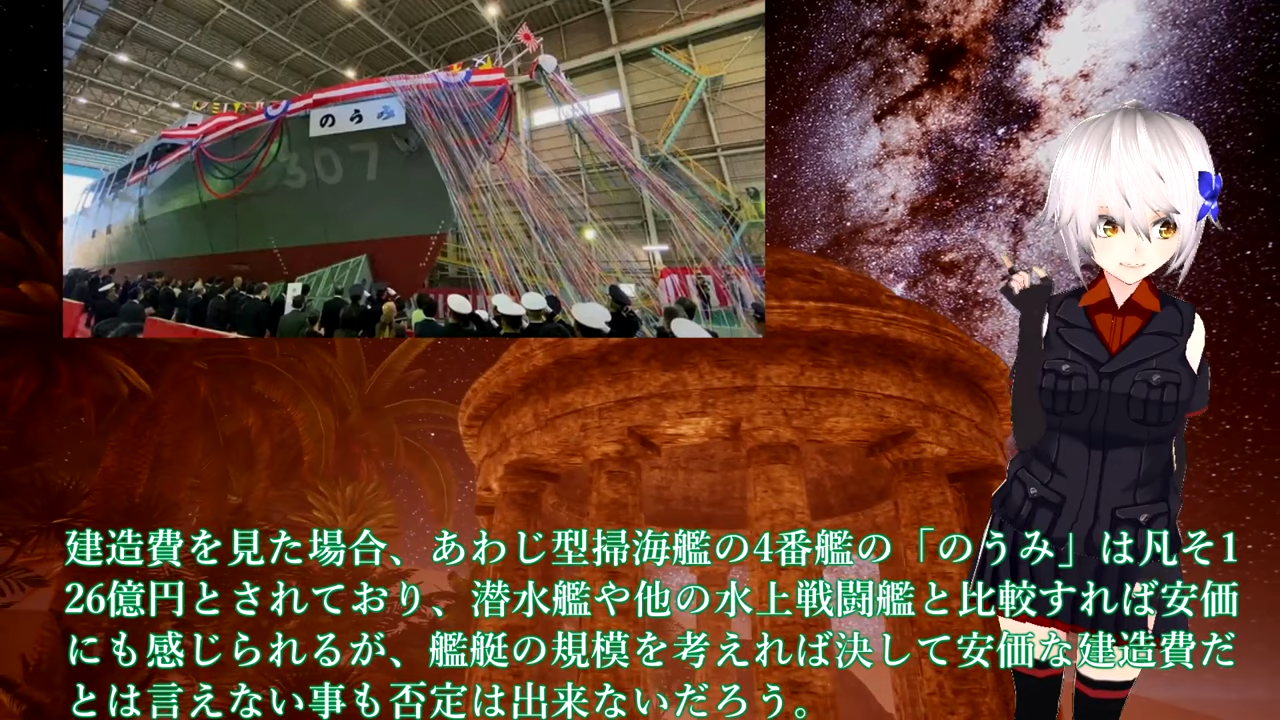 のうみ
307
建造費を見た場合、あわじ型掃海艦の4番艦の「のうみ」は凡そ1
26億円とされており、潜水艦や他の水上戦闘艦と比較すれば安価
にも感じられるが、艦艇の規模を考えれば決して安価な建造費だ
とは言えない事も否定は出来ないだろう。